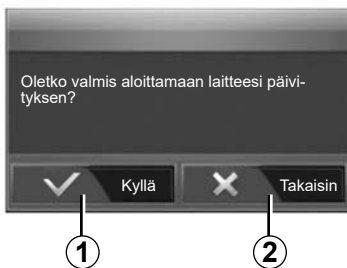 Oletko valmis aloittamaan laitteesi päivi-
tyksen?
Kyllä
Takaisin
1
2